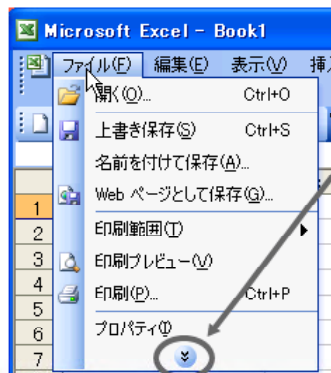 Microsoft Excel - Book1
ファイル(F) 編集(E) 表示(V) 挿
開く(O)... Ctrl+O
上書き保存(S) Ctrl+S
名前を付けて保存(A)...
Web ページとして保存(G)...
印刷範囲(T)
印刷プレビュー(V)
印刷(P)... Ctrl+P
プロパティ(I)
1
2
3
4
5
6
7